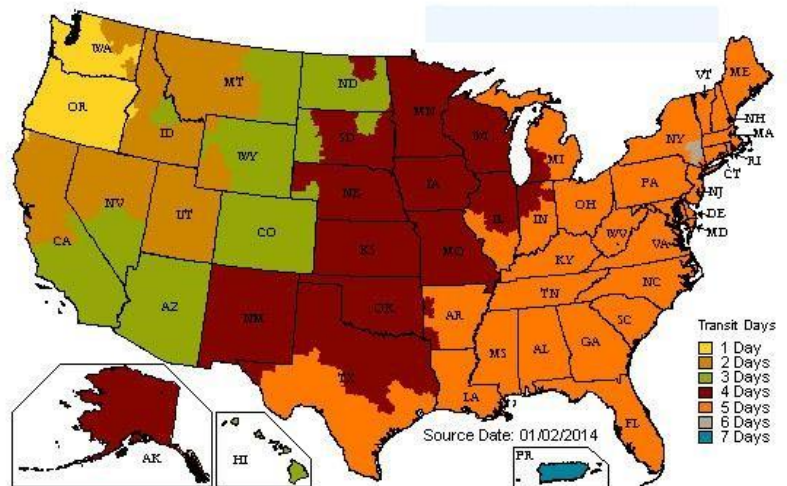 WA
OR
MT
ND
MN
ID
SD
WI
WY
NV
UT
CA
CO
NE
IA
KS
MO
AZ
NM
OK
TX
AR
LA
IL
IN
MI
OH
KY
TN
MS
AL
GA
FL
SC
NC
VA
WV
PA
NY
VT
ME
NH
MA
RI
CT
NJ
DE
MD
Transit Days
1 Day
2 Days
3 Days
4 Days
5 Days
6 Days
7 Days
Source Date: 01/02/2014
AK
HI
PR